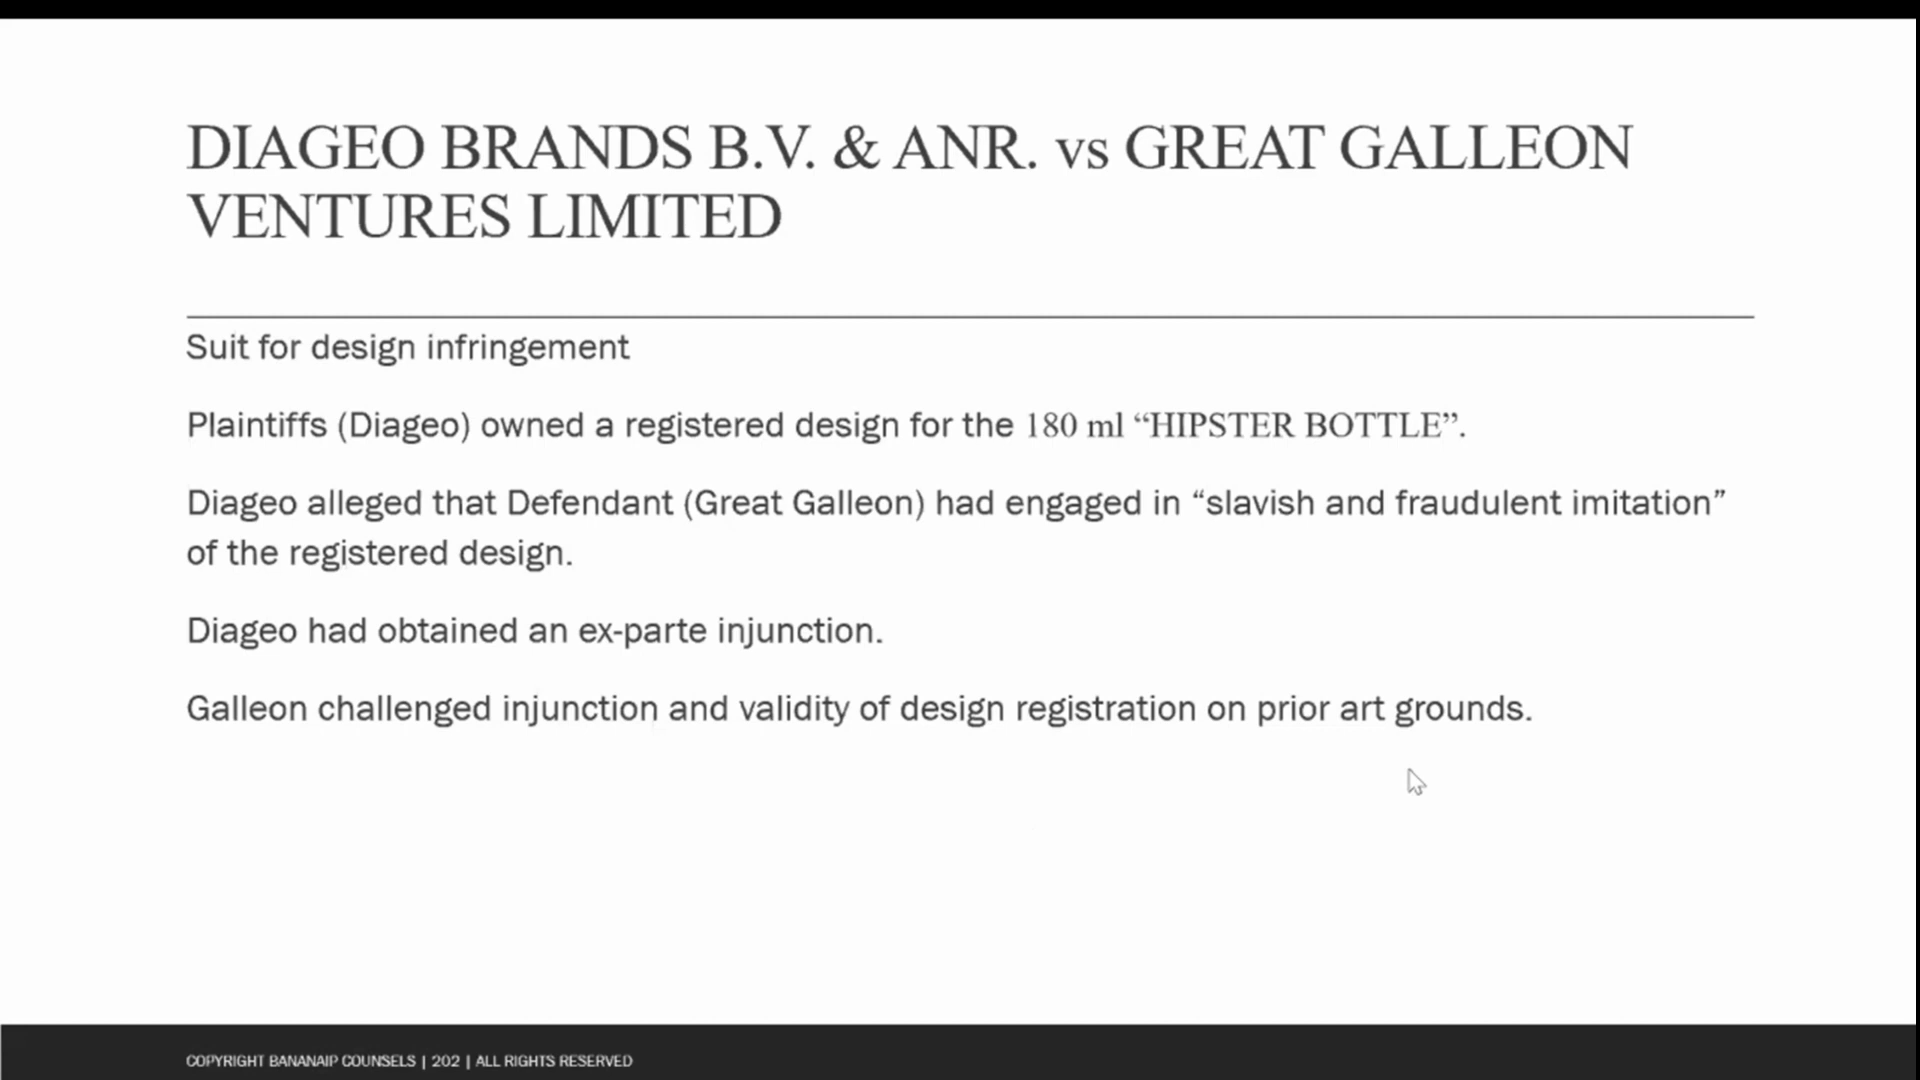 DIAGEO BRANDS B.V. & ANR. vs GREAT GALLEON
VENTURES LIMITED
Suit for design infringement
Plaintiffs (Diageo) owned a registered design for the 180 ml “HIPSTER BOTTLE”.
Diageo alleged that Defendant (Great Galleon) had engaged in “slavish and fraudulent imitation”
of the registered design.
Diageo had obtained an ex-parte injunction.
Galleon challenged injunction and validity of design registration on prior art grounds.
COPYRIGHT BANANAIP COUNSELS | 202 | ALL RIGHTS RESERVED